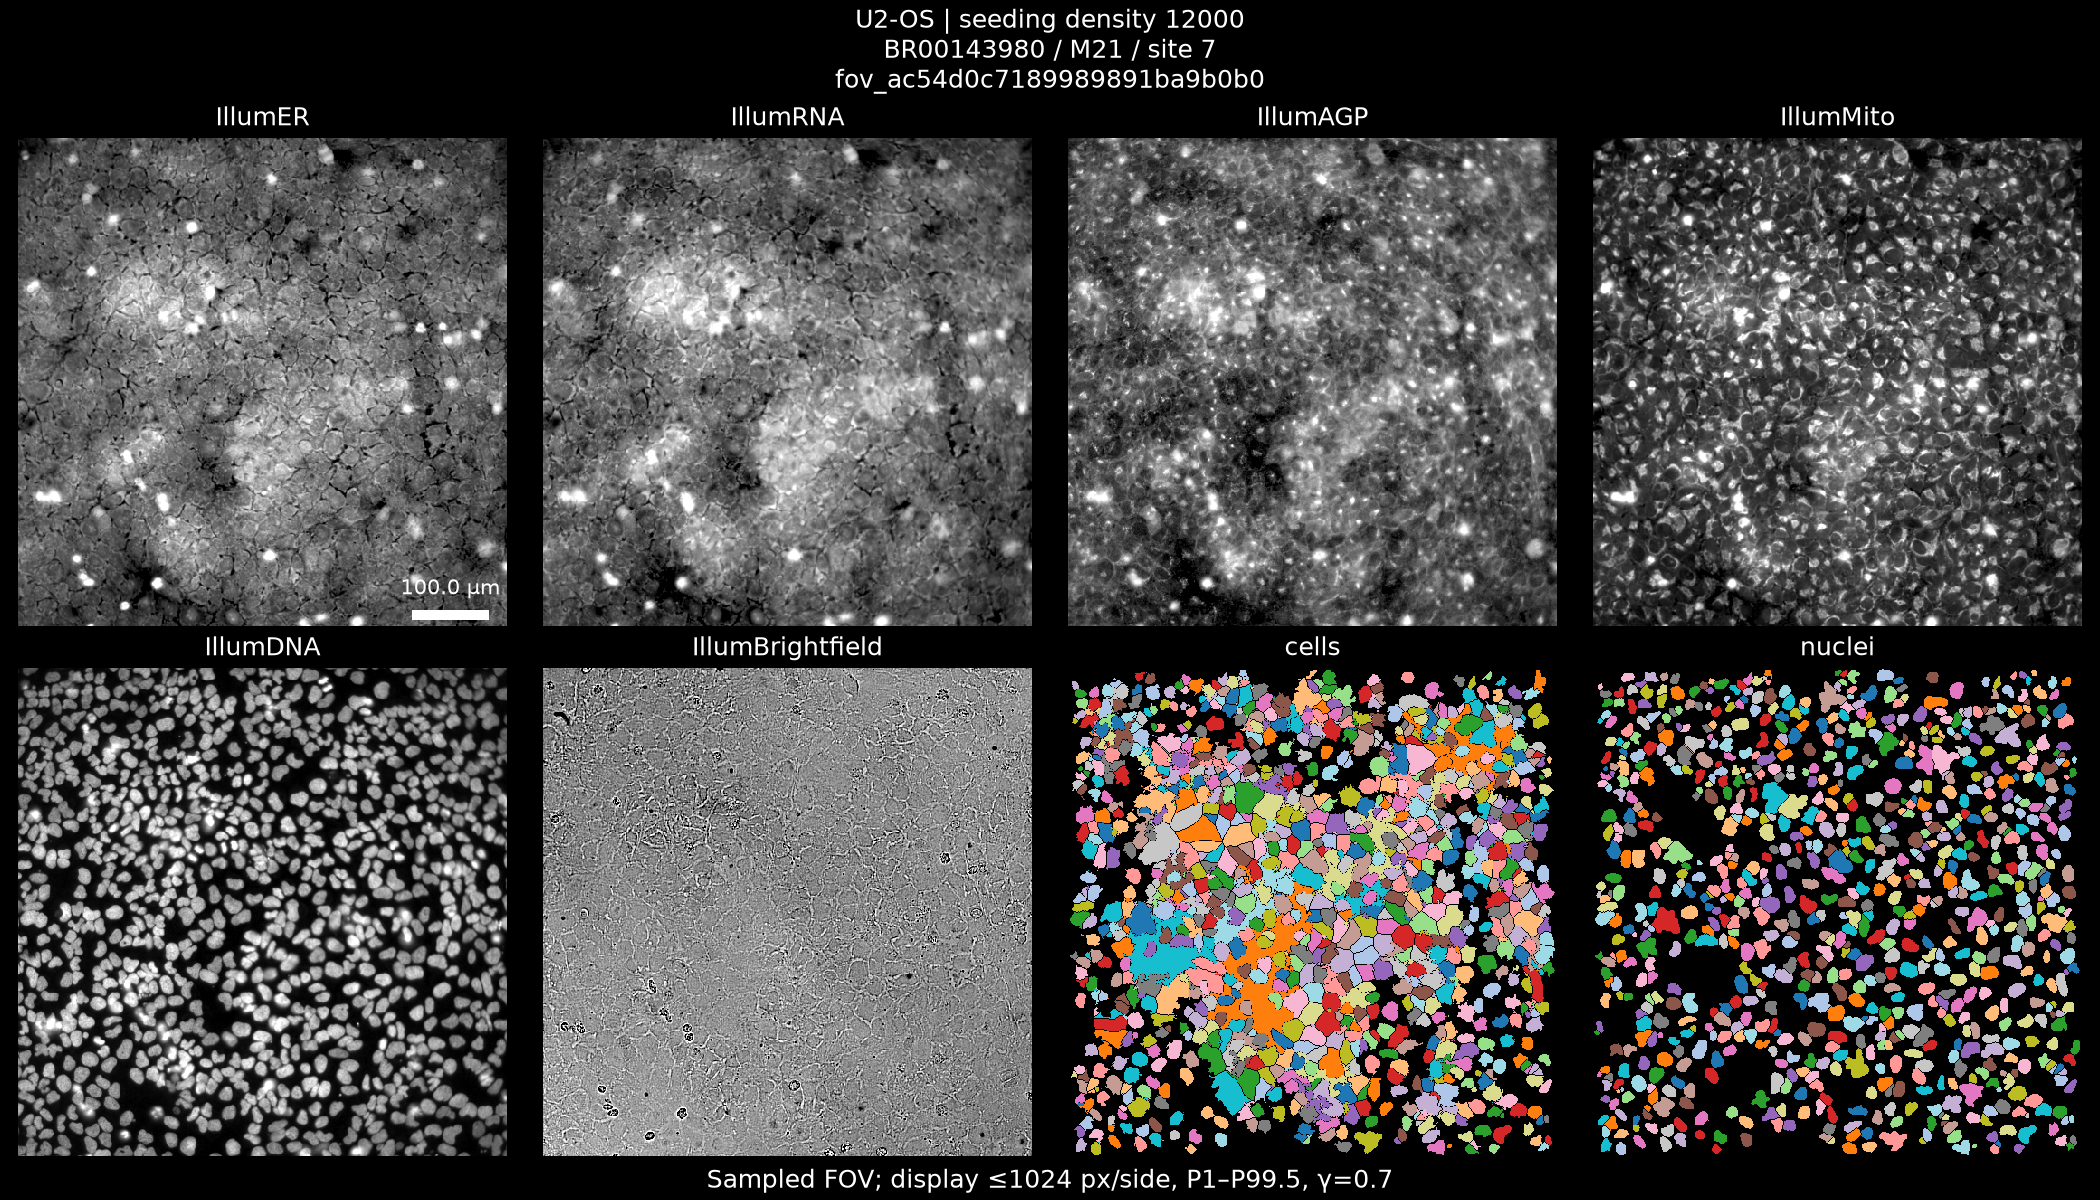 U2-OS | seeding density 12000
BR00143980 / M21 / site 7
fov_ac54d0c7189989891ba9b0b0
IllumER
IllumRNA
IllumAGP
IllumMito
100.0 µm
IllumDNA
IllumBrightfield
cells
nuclei
Sampled FOV; display ≤1024 px/side, P1–P99.5, γ=0.7